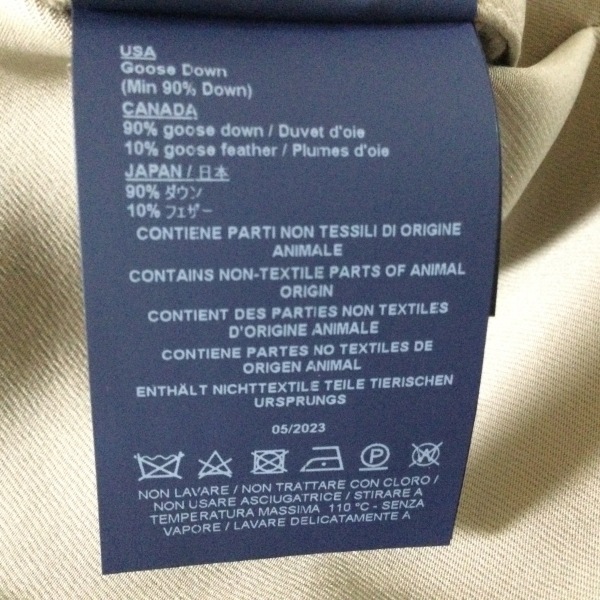 USA
Goose Down
(Min 90% Down)
CANADA
90% goose down / Duvet d'oie
10% goose feather / Plumes d'oie
JAPAN / 日本
90% ダウン
10% フェザー
CONTIENE PARTI NON TESSILI DI ORIGINE
ANIMALE
CONTAINS NON-TEXTILE PARTS OF ANIMAL
ORIGIN
CONTIENT DES PARTIES NON TEXTILES
D'ORIGINE ANIMALE
CONTIENE PARTES NO TEXTILES DE
ORIGEN ANIMAL
ENTHÄLT NICHTTEXTILE TEILE TIERISCHEN
URSPRUNGS
05/2023
P W
NON LAVARE / NON TRATTARE CON CLORO /
NON USARE ASCIUGATRICE / STIRARE A
TEMPERATURA MASSIMA 110 °C - SENZA
VAPORE / LAVARE DELICATAMENTE A